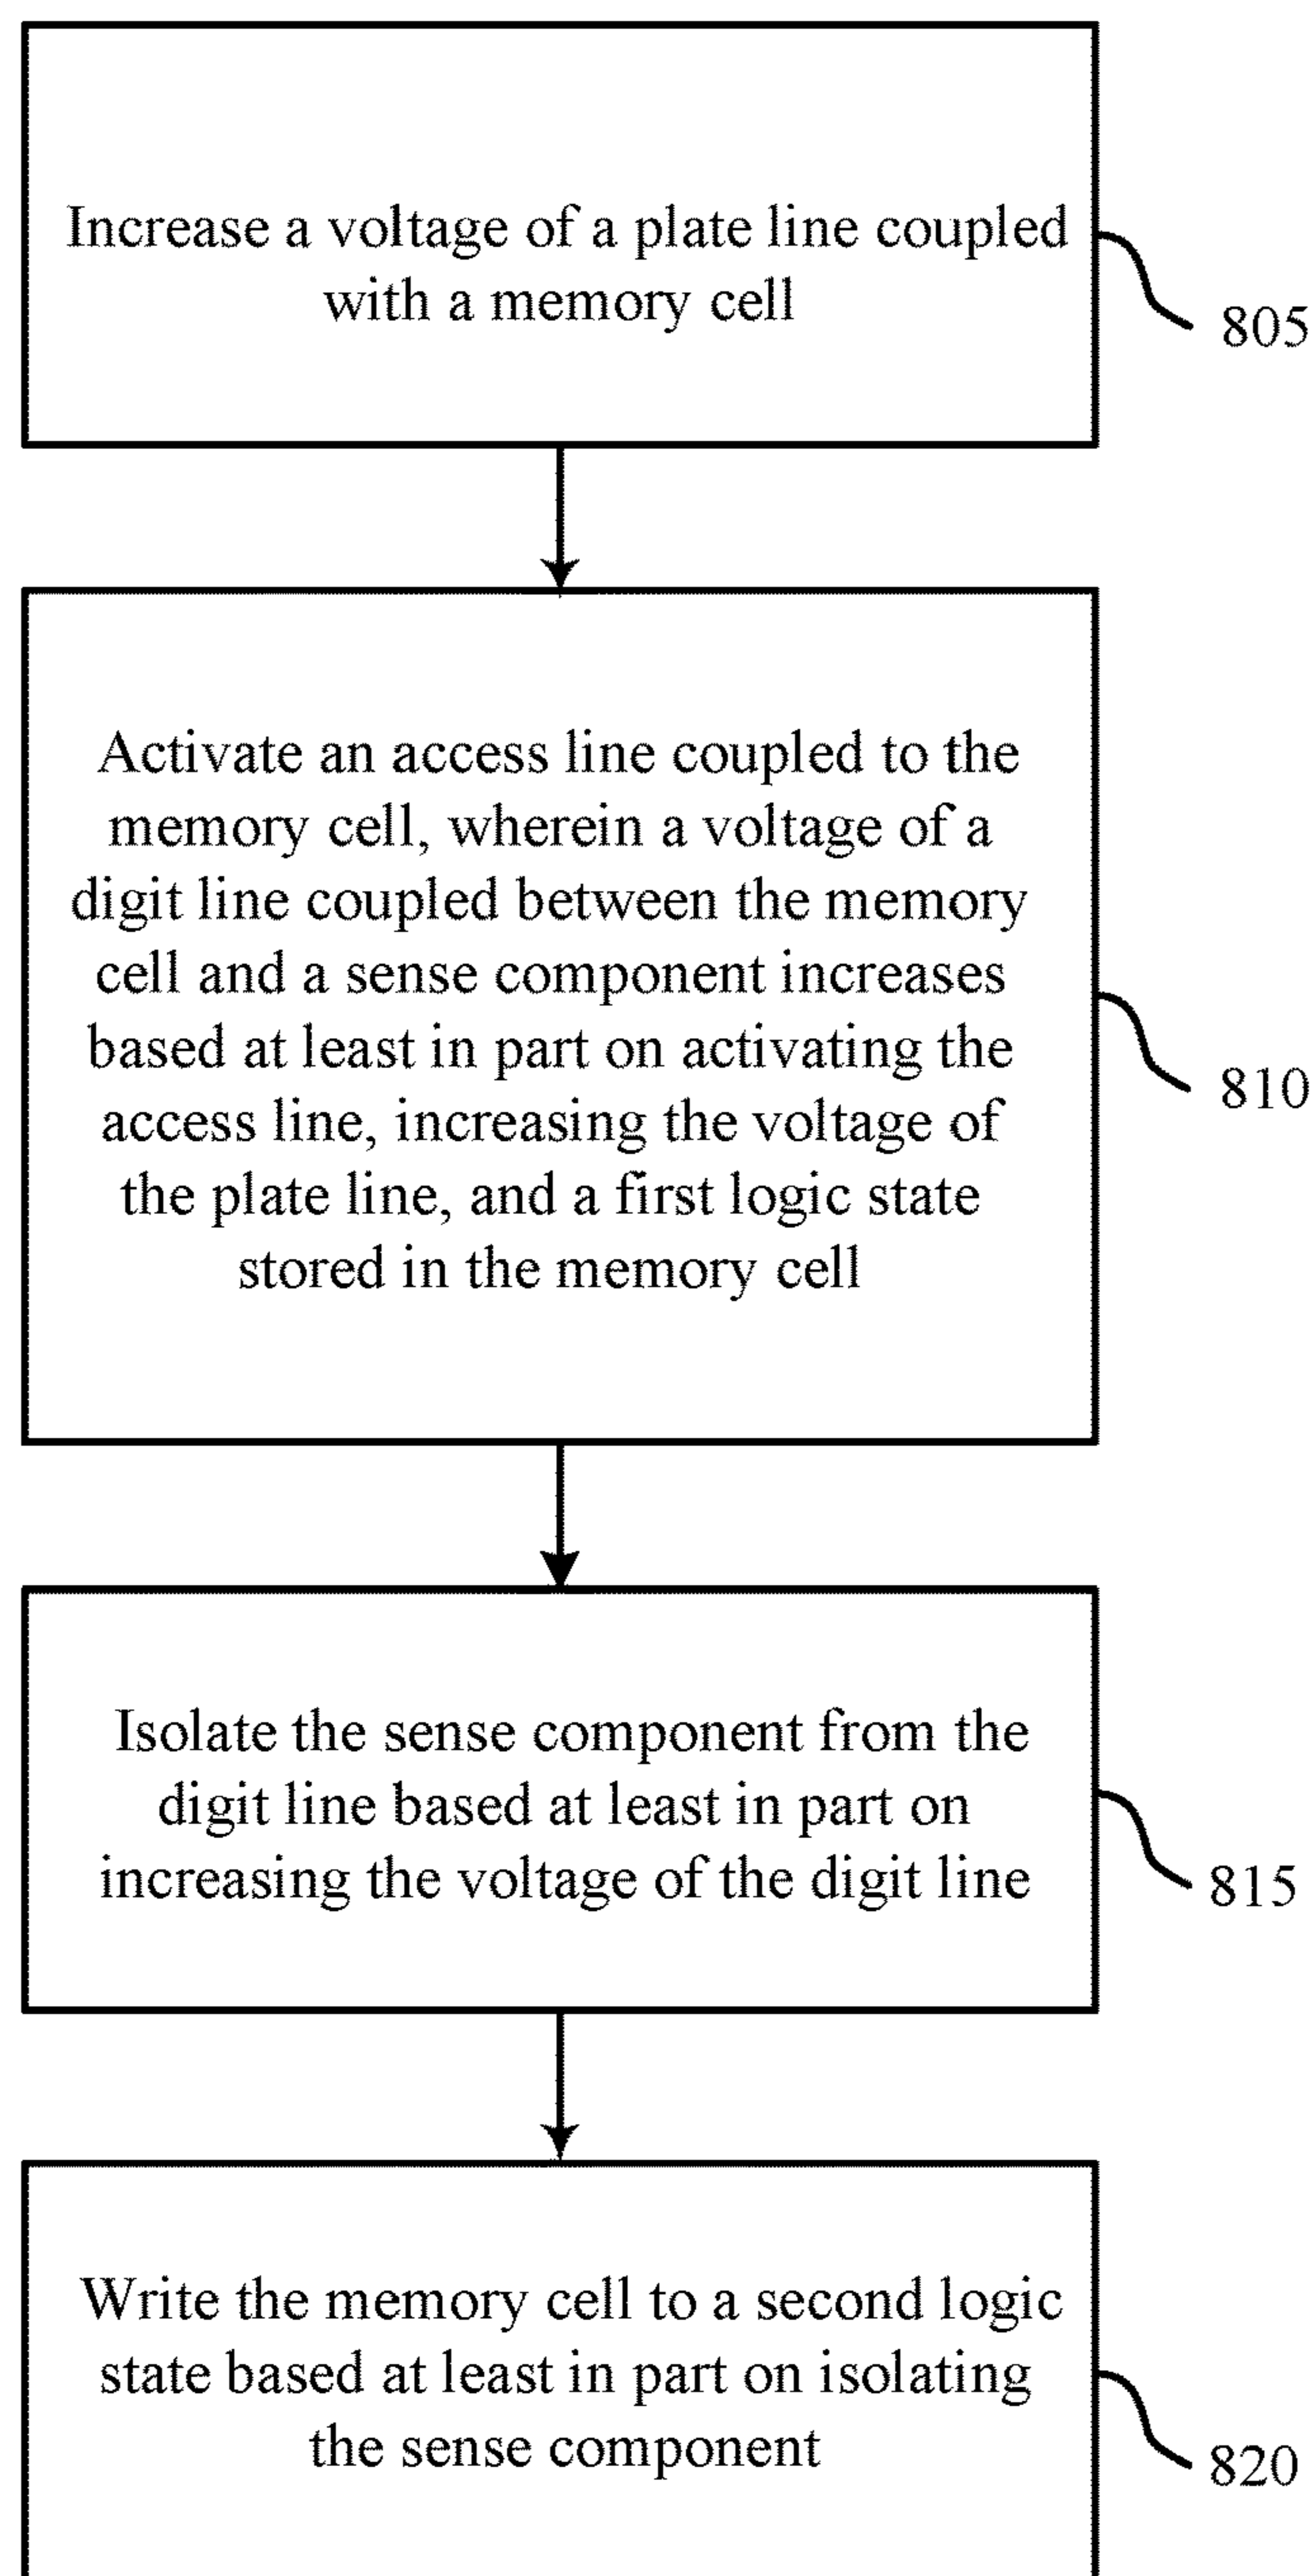 Increase a voltage of a plate line coupled
with a memory cell
805
Activate an access line coupled to the
memory cell, wherein a voltage of a
digit line coupled between the memory
cell and a sense component increases
based at least in part on activating the
access line, increasing the voltage of
the plate line, and a first logic state
stored in the memory cell
810
Isolate the sense component from the
digit line based at least in part on
increasing the voltage of the digit line
815
Write the memory cell to a second logic
state based at least in part on isolating
the sense component
820